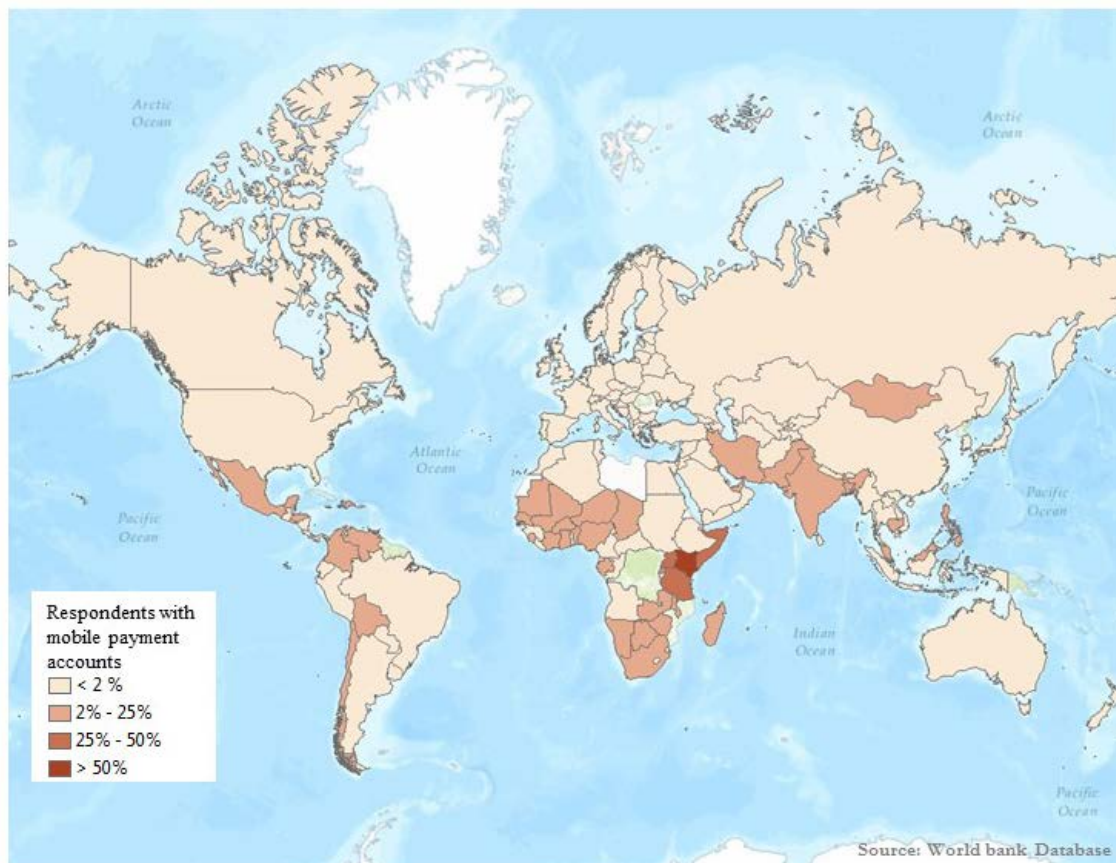 Arctic
Ocean
Arctic
Ocean
Atlantic
Ocean
Pacific
Ocean
Pacific
Ocean
Indian
Ocean
Respondents with
mobile payment
accounts
< 2 %
2% - 25%
25% - 50%
> 50%
Pacific
Ocean
Source: World bank Database